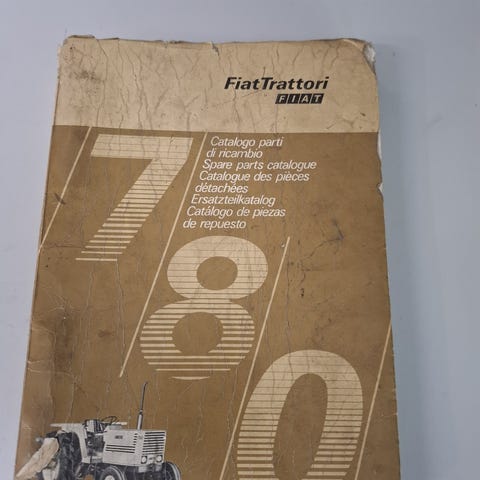 FiatTrattori
FIAT
Catalogo parti
di ricambio
Spare parts catalogue
Catalogue des pièces
détachées
Ersatzteilkatalog
Catálogo de piezas
de repuesto
780